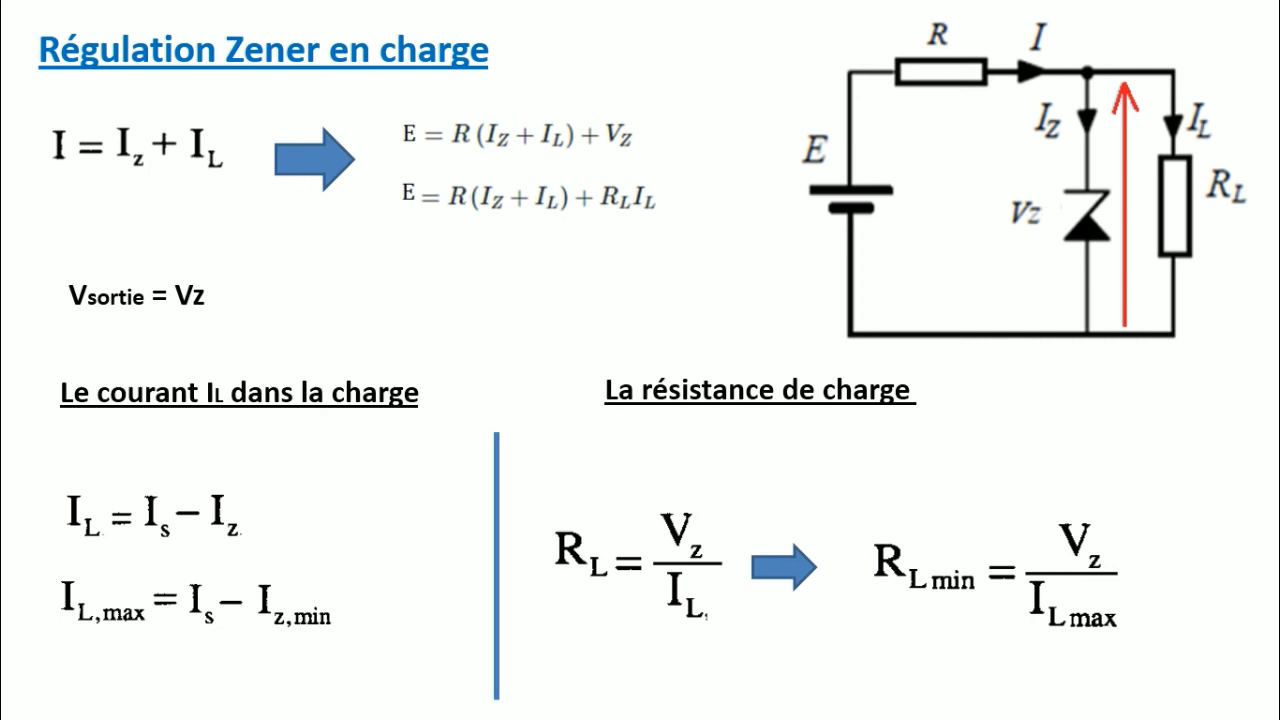 Régulation Zener en charge
I = Iz + IL
E = R (IZ + IL) + VZ
E = R (IZ + IL) + RLIL
Vsortie = Vz
R
I
E
IZ
IL
Vz
RL
Le courant IL dans la charge
IL = Is − Iz
IL,max = Is − Iz,min
La résistance de charge
RL = Vz / IL
RL min = Vz / IL max